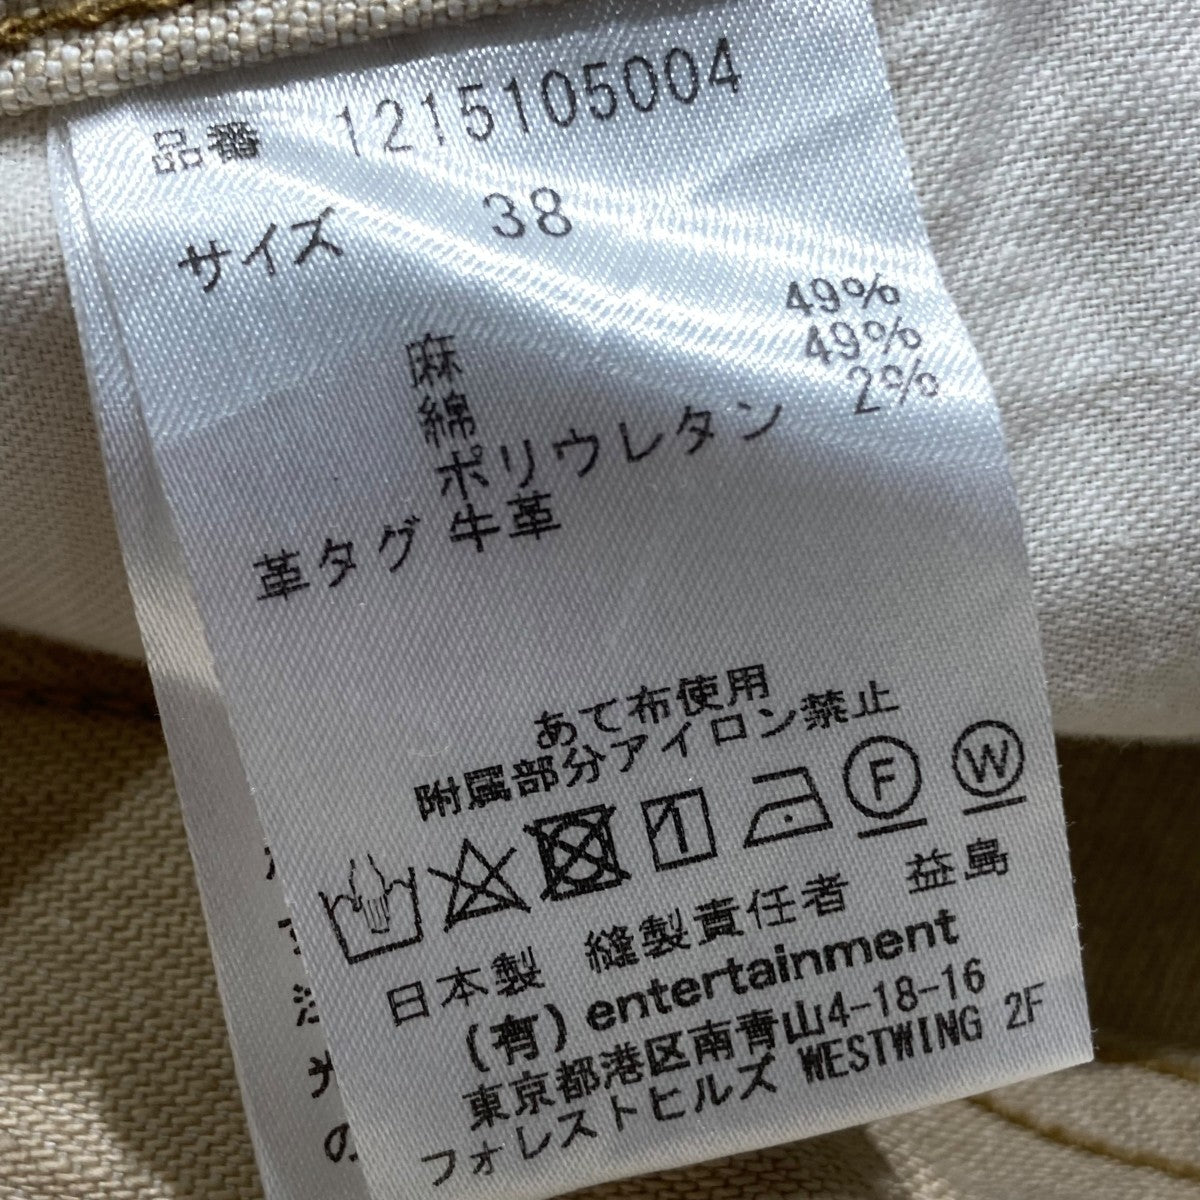 品番 1215105004
サイズ 38
麻 49%
綿 49%
ポリウレタン 2%
革タグ 牛革
あて布使用
附属部分アイロン禁止
1 F W
日本製 縫製責任者 益島
(有) entertainment
東京都港区南青山4-18-16
フォレストヒルズ WESTWING 2F